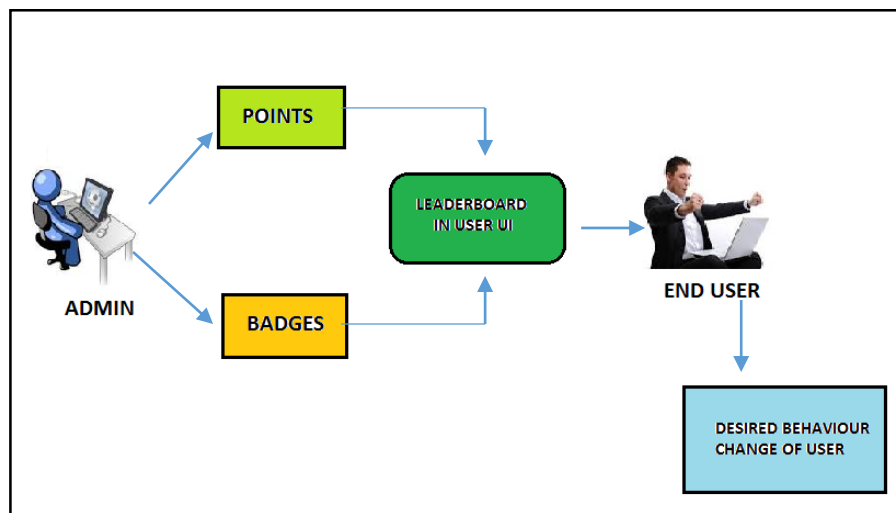 POINTS
LEADERBOARD
IN USER UI
ADMIN
BADGES
END USER
DESIRED BEHAVIOUR
CHANGE OF USER